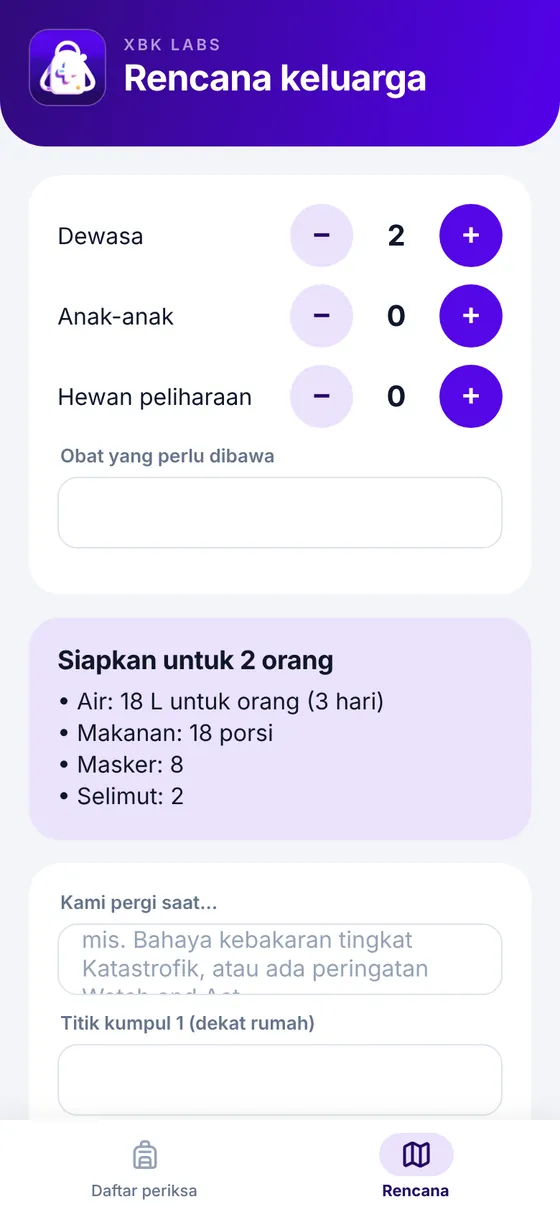 XBK LABS
Rencana keluarga
Dewasa
− 2 +
Anak-anak
− 0 +
Hewan peliharaan
− 0 +
Obat yang perlu dibawa
Siapkan untuk 2 orang
• Air: 18 L untuk orang (3 hari)
• Makanan: 18 porsi
• Masker: 8
• Selimut: 2
Kami pergi saat...
mis. Bahaya kebakaran tingkat
Katastrofik, atau ada peringatan
Titik kumpul 1 (dekat rumah)
Daftar periksa
Rencana